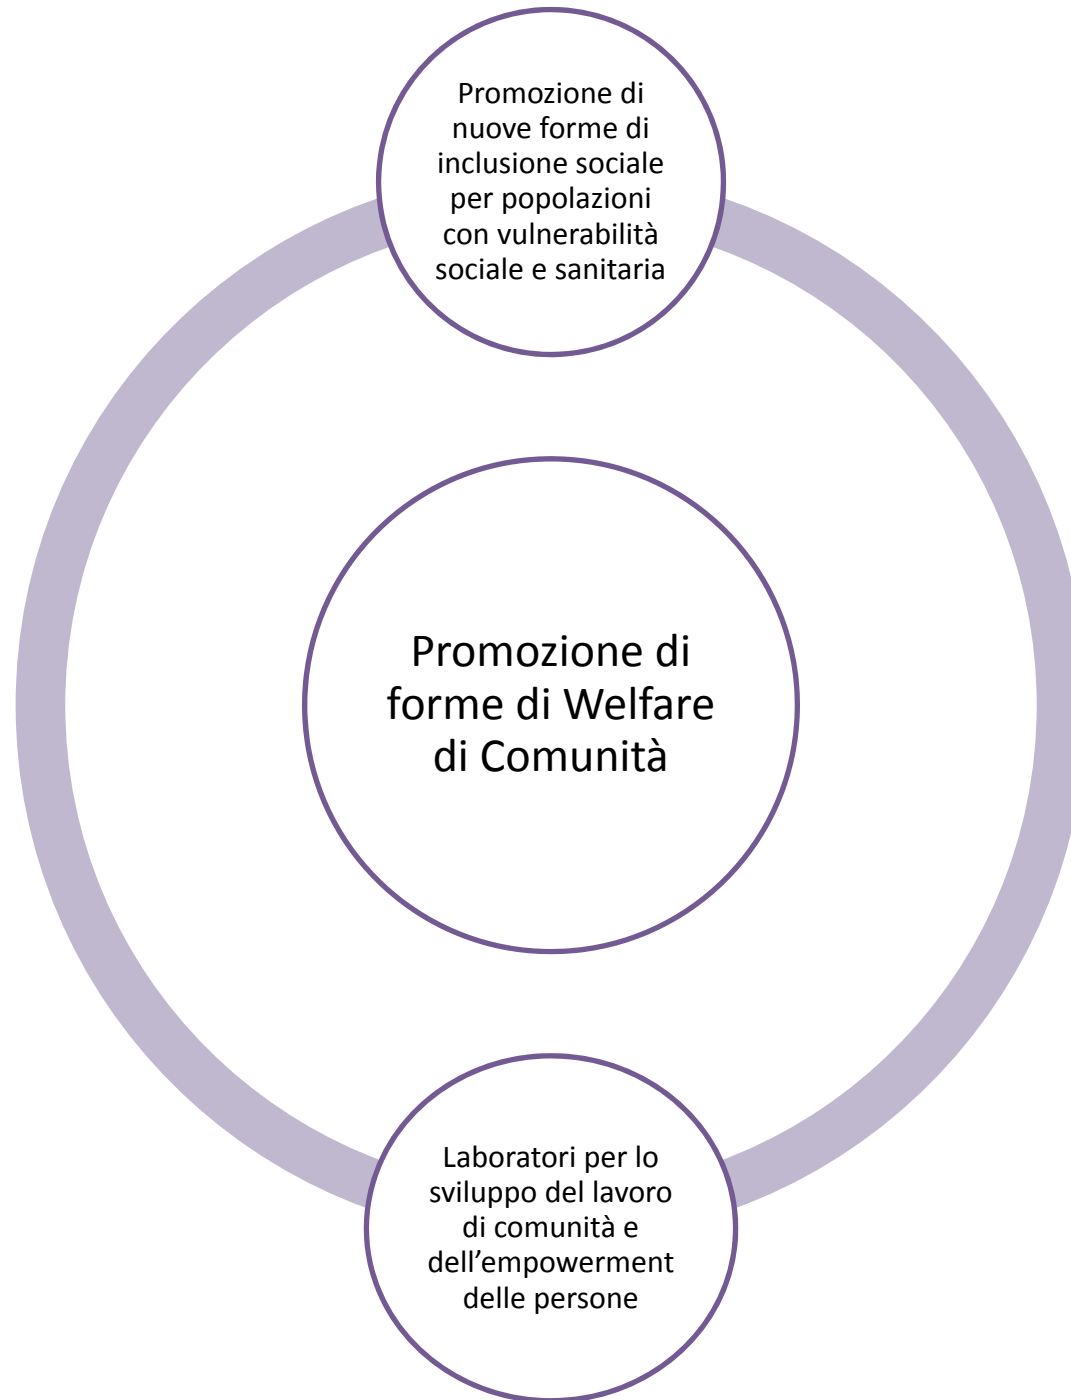 Promozione di
nuove forme di
inclusione sociale
per popolazioni
con vulnerabilità
sociale e sanitaria
Promozione di
forme di Welfare
di Comunità
Laboratori per lo
sviluppo del lavoro
di comunità e
dell’empowerment
delle persone